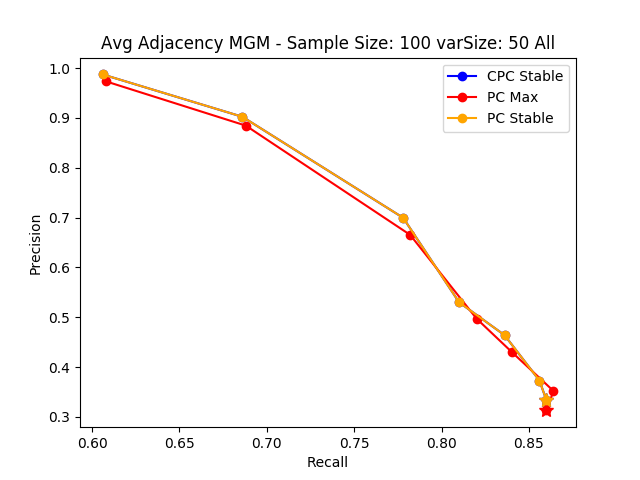 Avg Adjacency MGM - Sample Size: 100 varSize: 50 All
CPC Stable
PC Max
PC Stable
Precision
1.0
0.9
0.8
0.7
0.6
0.5
0.4
0.3
0.60
0.65
0.70
0.75
0.80
0.85
Recall